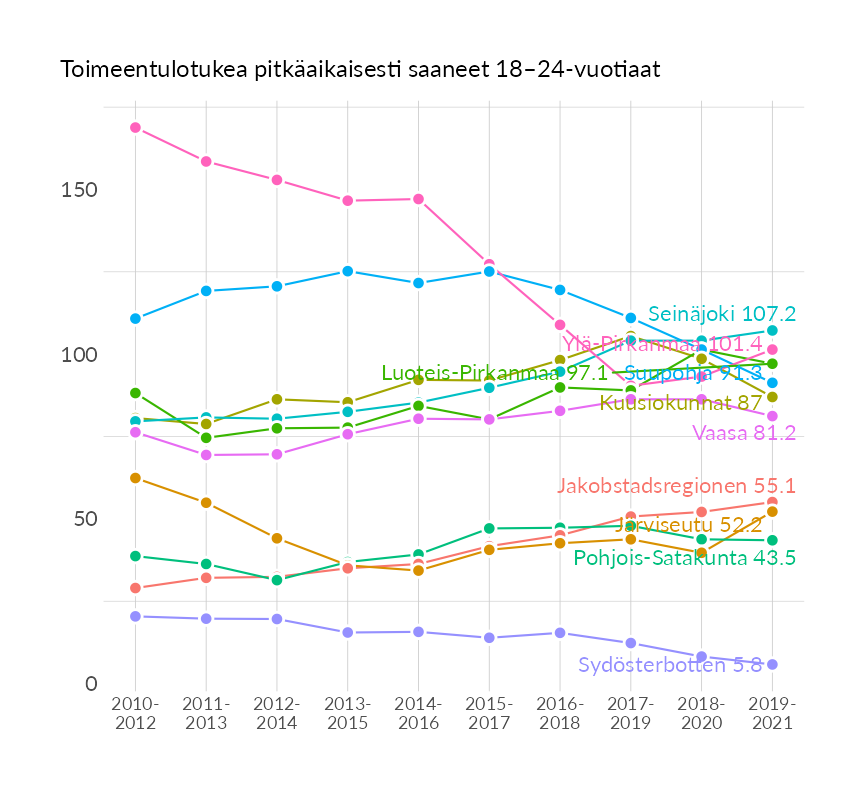 Toimeentulotukea pitkäaikaisesti saaneet 18–24-vuotiaat
150
100
50
0
Seinäjoki 107.2
Ylä-Pirkanmaa 101.4
Luoteis-Pirkanmaa 97.1
Suupohja 91.3
Kuusiokunnat 87
Vaasa 81.2
Jakobstadsregionen 55.1
Järviseutu 52.2
Pohjois-Satakunta 43.5
Sydösterbotten 5.8
2010-
2012
2011-
2013
2012-
2014
2013-
2015
2014-
2016
2015-
2017
2016-
2018
2017-
2019
2018-
2020
2019-
2021